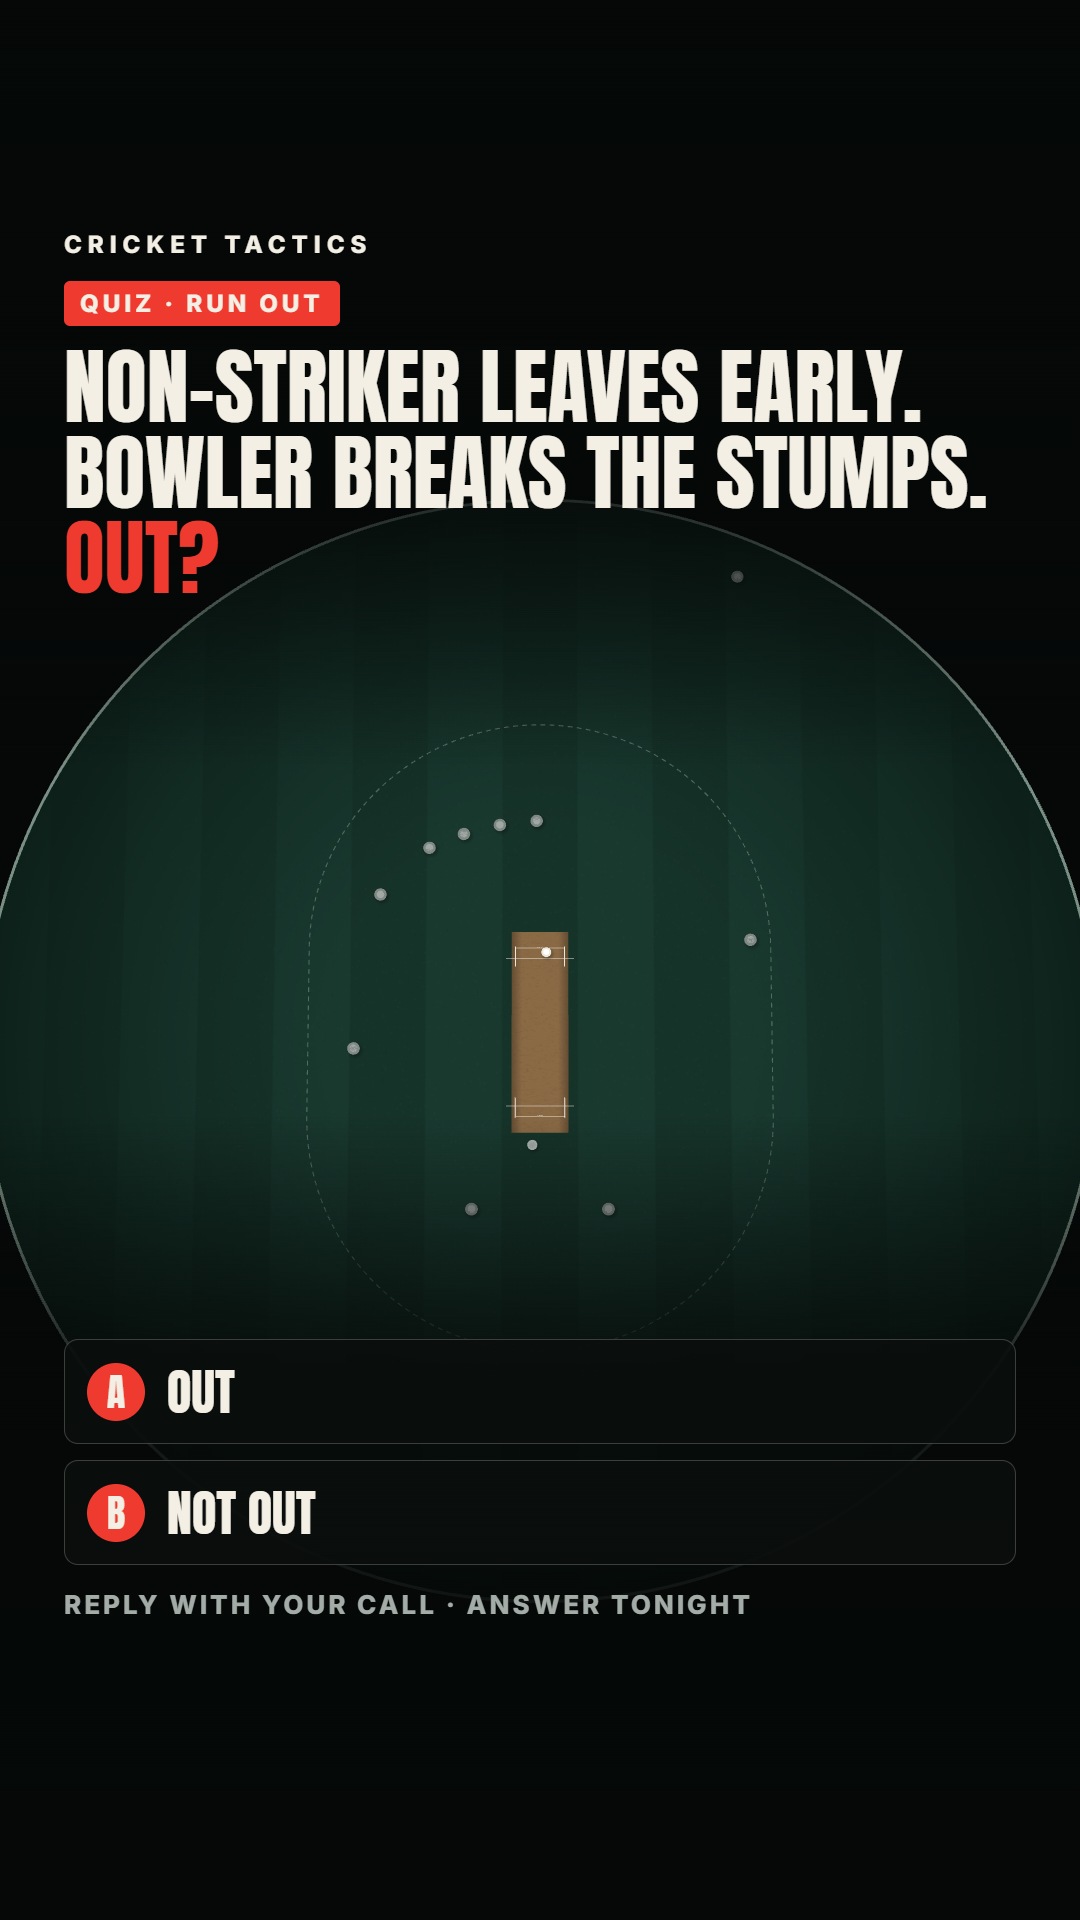 CRICKET TACTICS
QUIZ · RUN OUT
NON-STRIKER LEAVES EARLY.
BOWLER BREAKS THE STUMPS.
OUT?
A OUT
B NOT OUT
REPLY WITH YOUR CALL · ANSWER TONIGHT